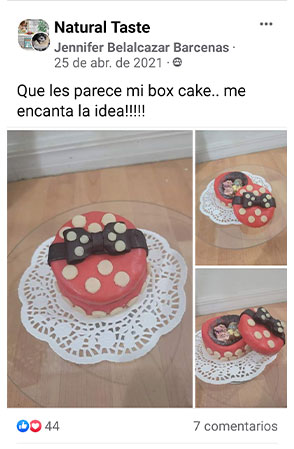 Natural Taste
Jennifer Belalcazar Barcenas ·
25 de abr. de 2021 ·
Que les parece mi box cake.. me
encanta la idea!!!!!
44
7 comentarios